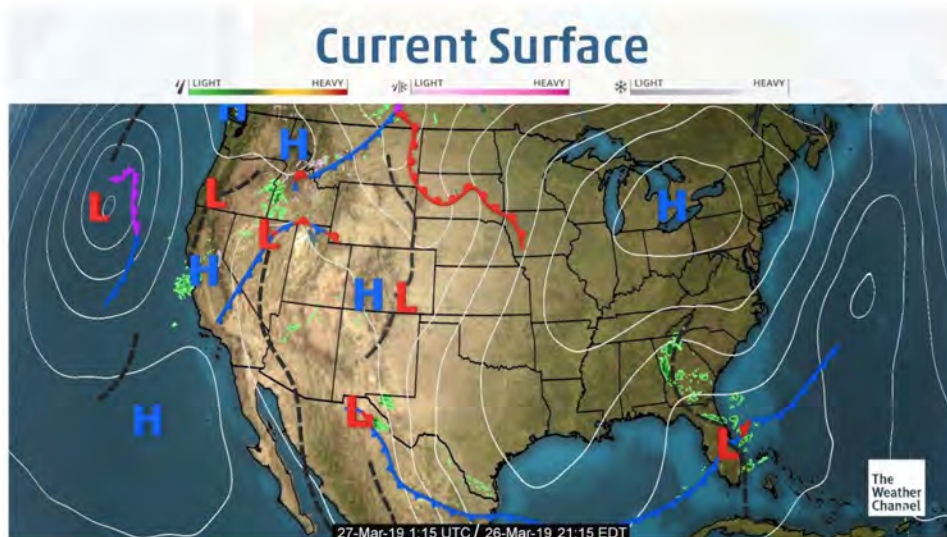 Current Surface
LIGHT HEAVY LIGHT HEAVY LIGHT HEAVY
H
H
L
L
H
L
H
H
L
H
L
L
The
Weather
Channel
27-Mar-19 1:15 UTC / 26-Mar-19 21:15 EDT